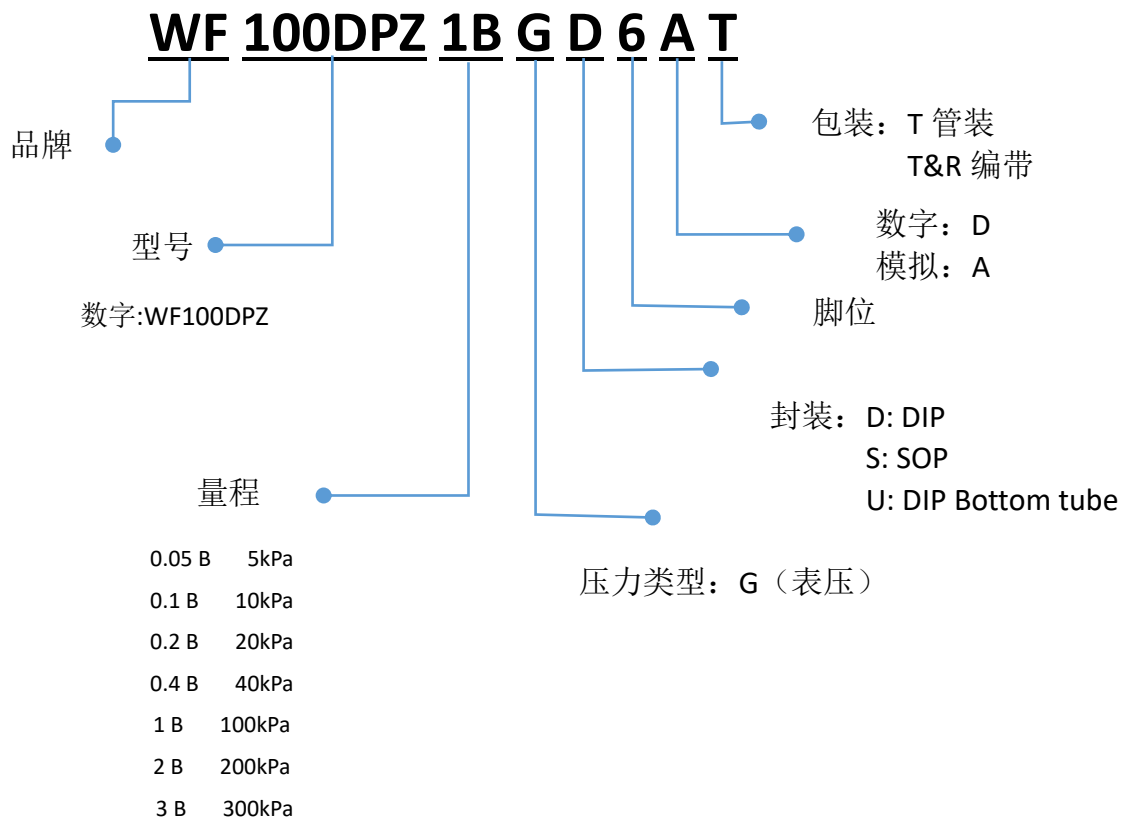 WF 100DPZ 1B G D 6 A T
包装：T 管装
T&R 编带
品牌
数字：D
模拟：A
型号
脚位
数字:WF100DPZ
封装：D: DIP
S: SOP
U: DIP Bottom tube
量程
压力类型：G（表压）
0.05 B 5kPa
0.1 B 10kPa
0.2 B 20kPa
0.4 B 40kPa
1 B 100kPa
2 B 200kPa
3 B 300kPa